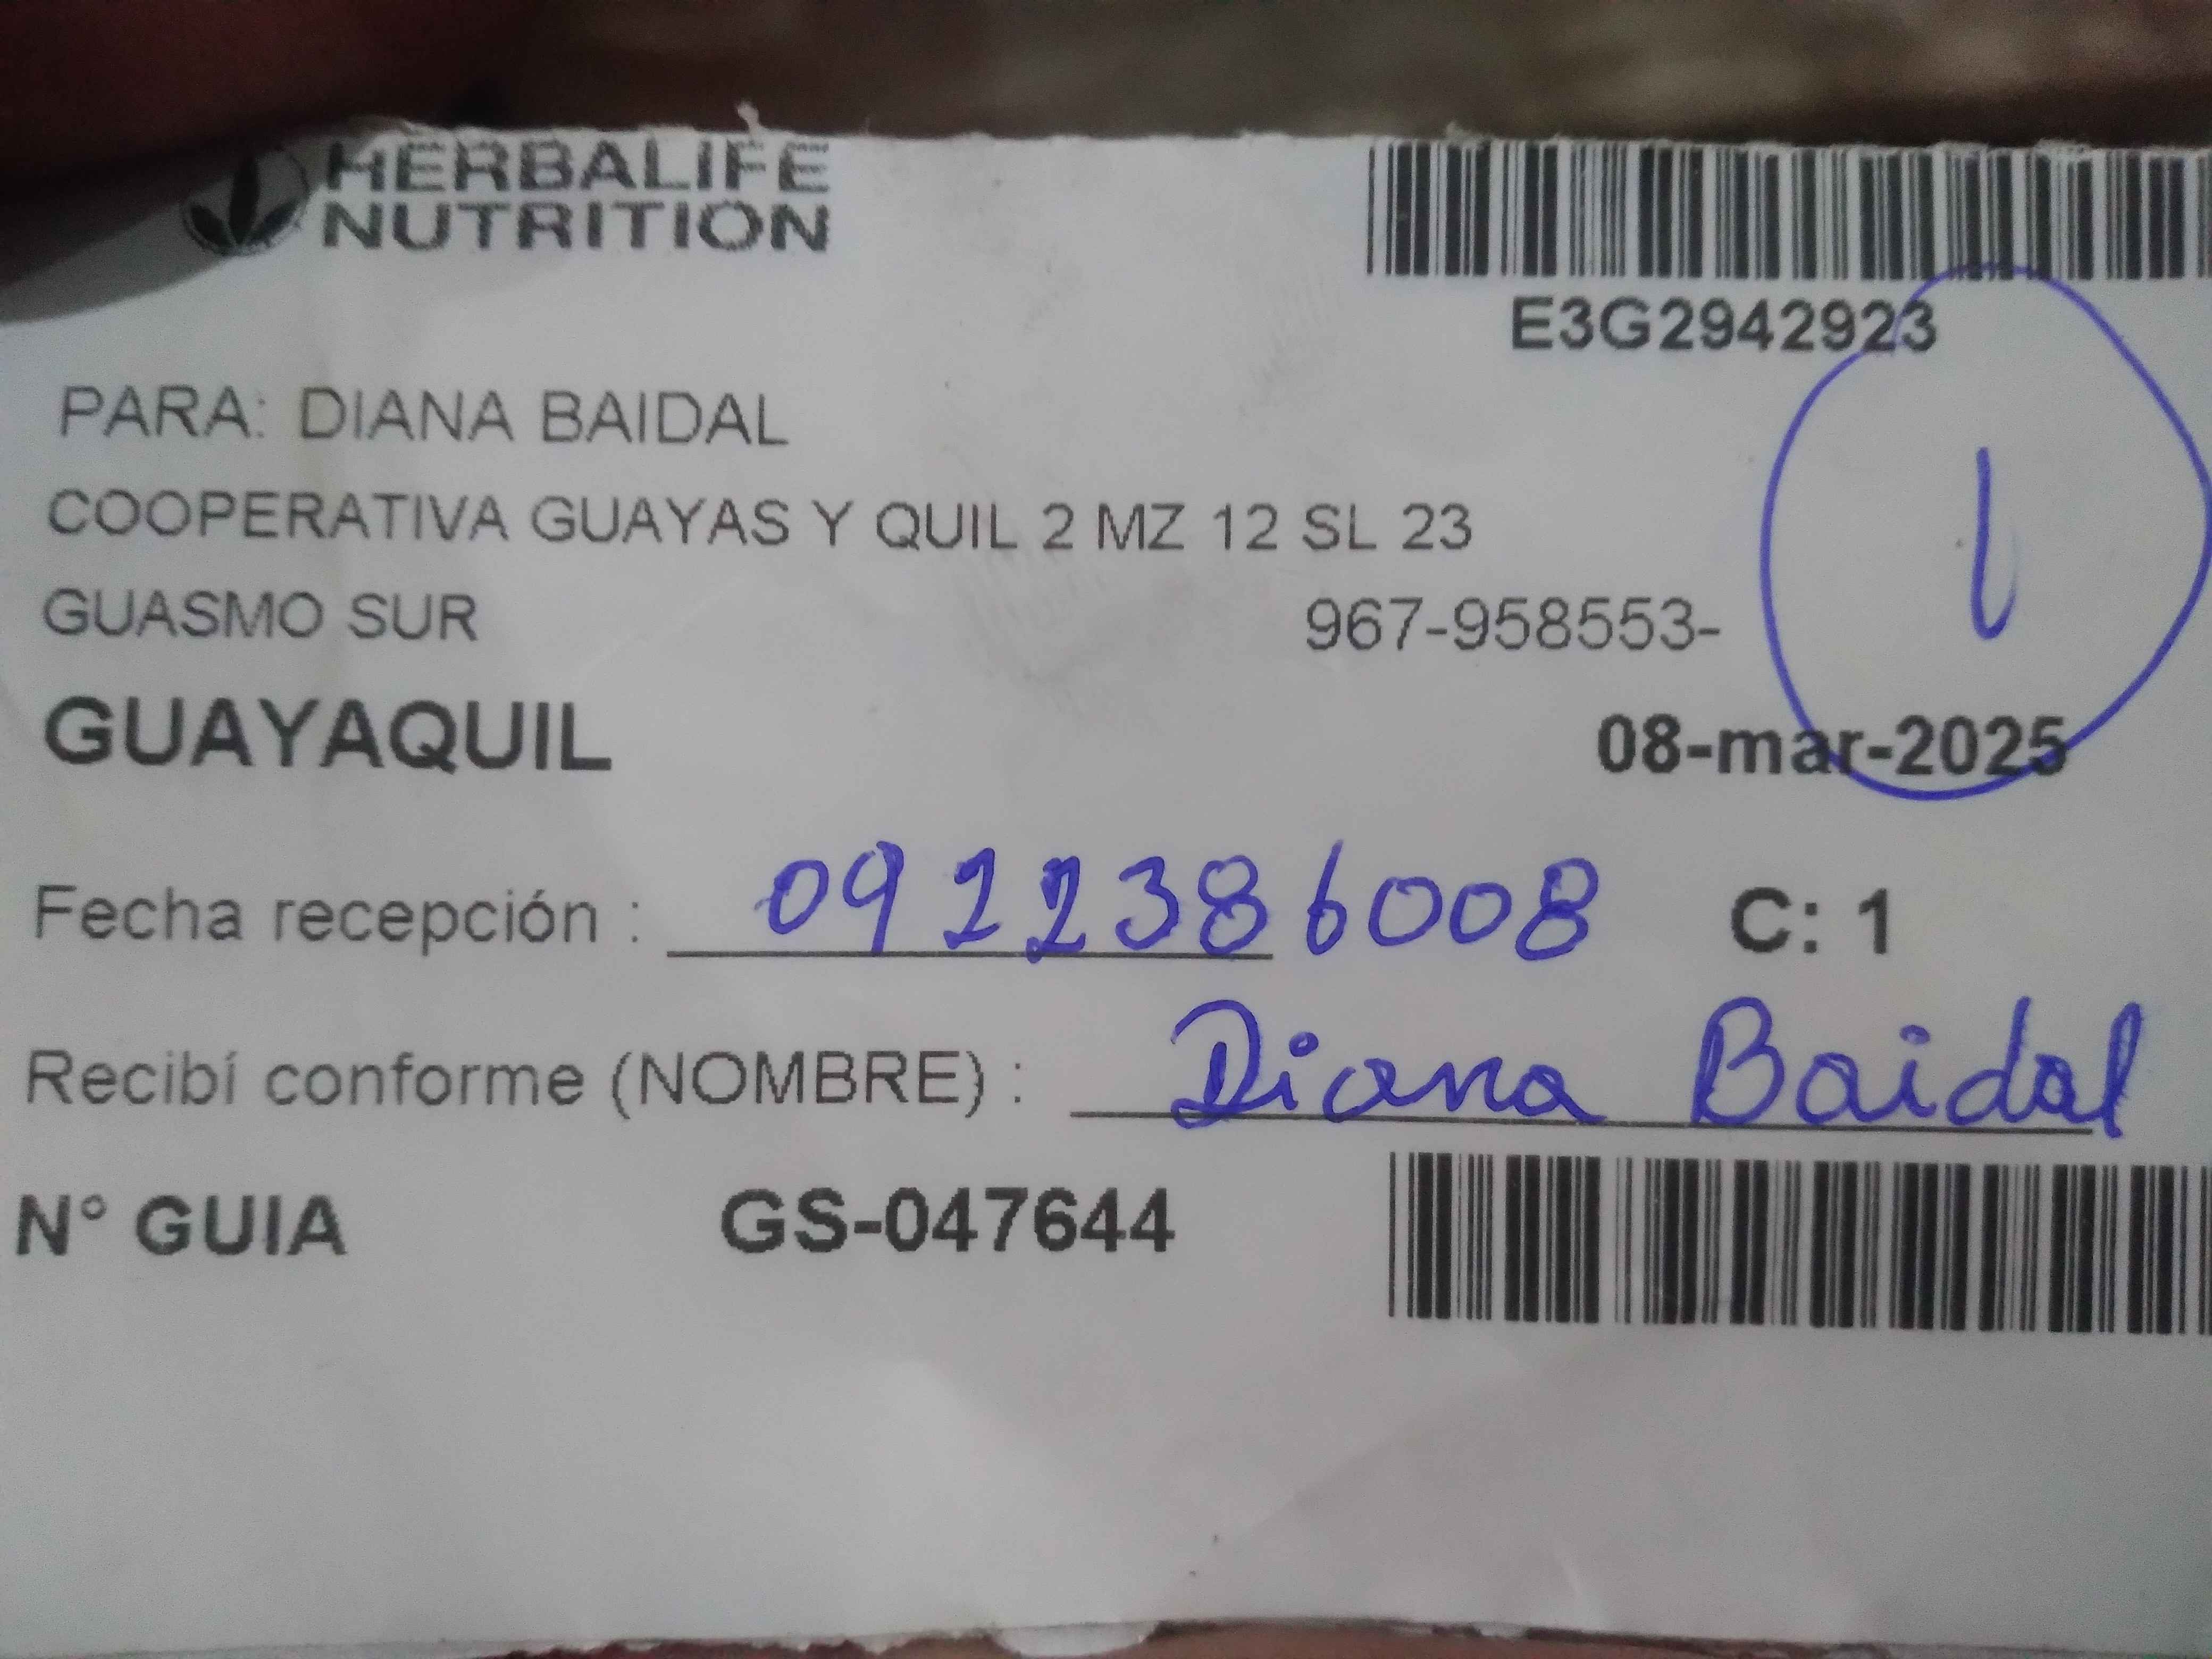 HERBALIFE
NUTRITION
E3G2942923
PARA: DIANA BAIDAL
COOPERATIVA GUAYAS Y QUIL 2 MZ 12 SL 23
GUASMO SUR 967-958553-
1
GUAYAQUIL 08-mar-2025
Fecha recepción : 0922386008 C: 1
Recibí conforme (NOMBRE) : Diana Baidal
N° GUIA GS-047644